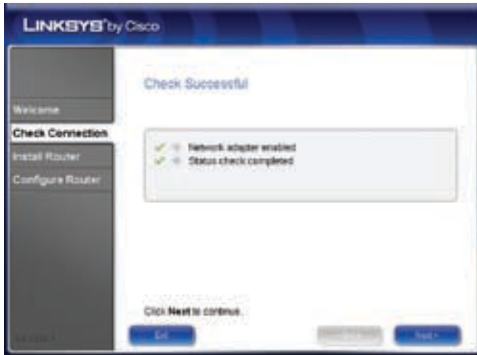 LINKSYS by Cisco
Check Successful
Welcome
Check Connection
Install Router
Configure Router
Network adapter enabled
Status check completed
Click Next to continue.
Exit
Next